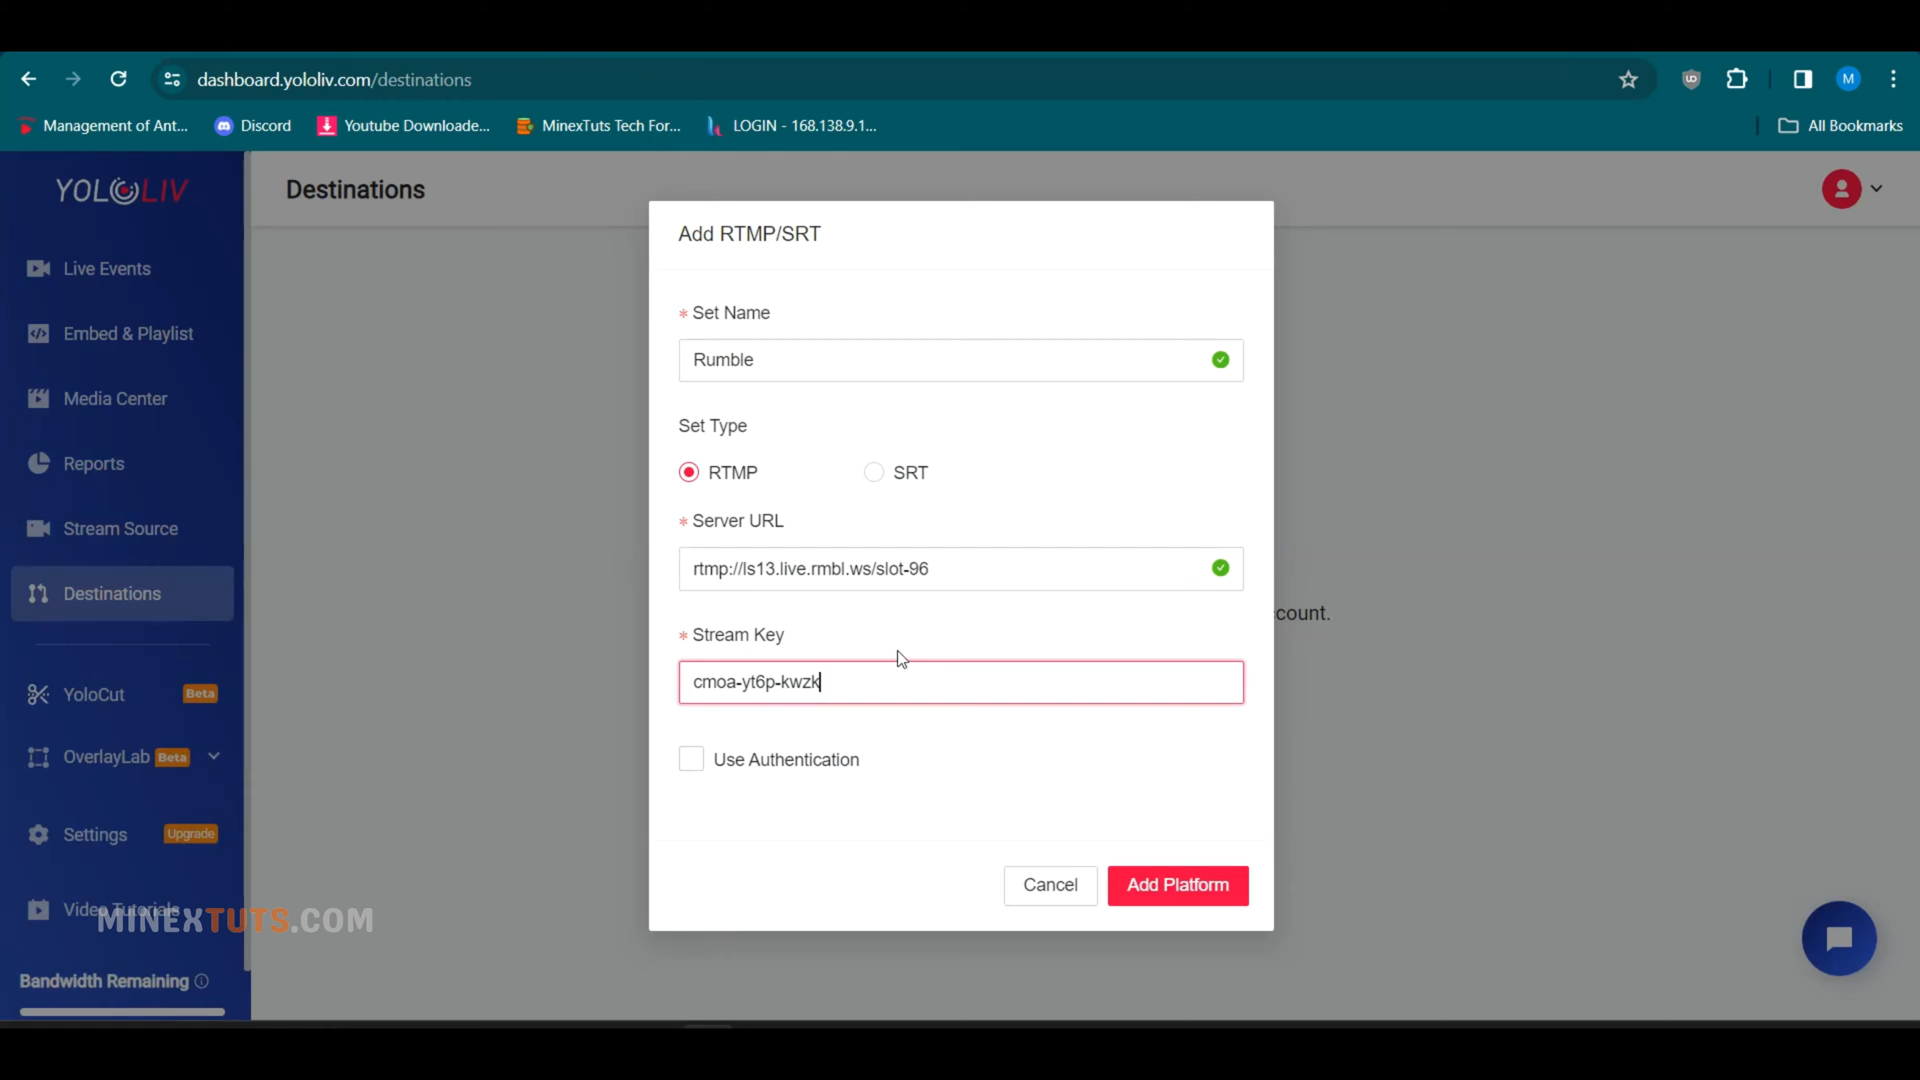 dashboard.yololiv.com/destinations
Management of Ant...
Discord
Youtube Downloade...
MinexTuts Tech For...
LOGIN - 168.138.9.1...
All Bookmarks
M
YOLOLIV
Destinations
Live Events
Embed & Playlist
Media Center
Reports
Stream Source
Destinations
YoloCut Beta
OverlayLab Beta
Settings Upgrade
Video Tutorials
MINEXTUTS.COM
Bandwidth Remaining
Add RTMP/SRT
* Set Name
Rumble
Set Type
RTMP
SRT
* Server URL
rtmp://ls13.live.rmbl.ws/slot-96
* Stream Key
cmoa-yt6p-kwzk
Use Authentication
Cancel
Add Platform
count.